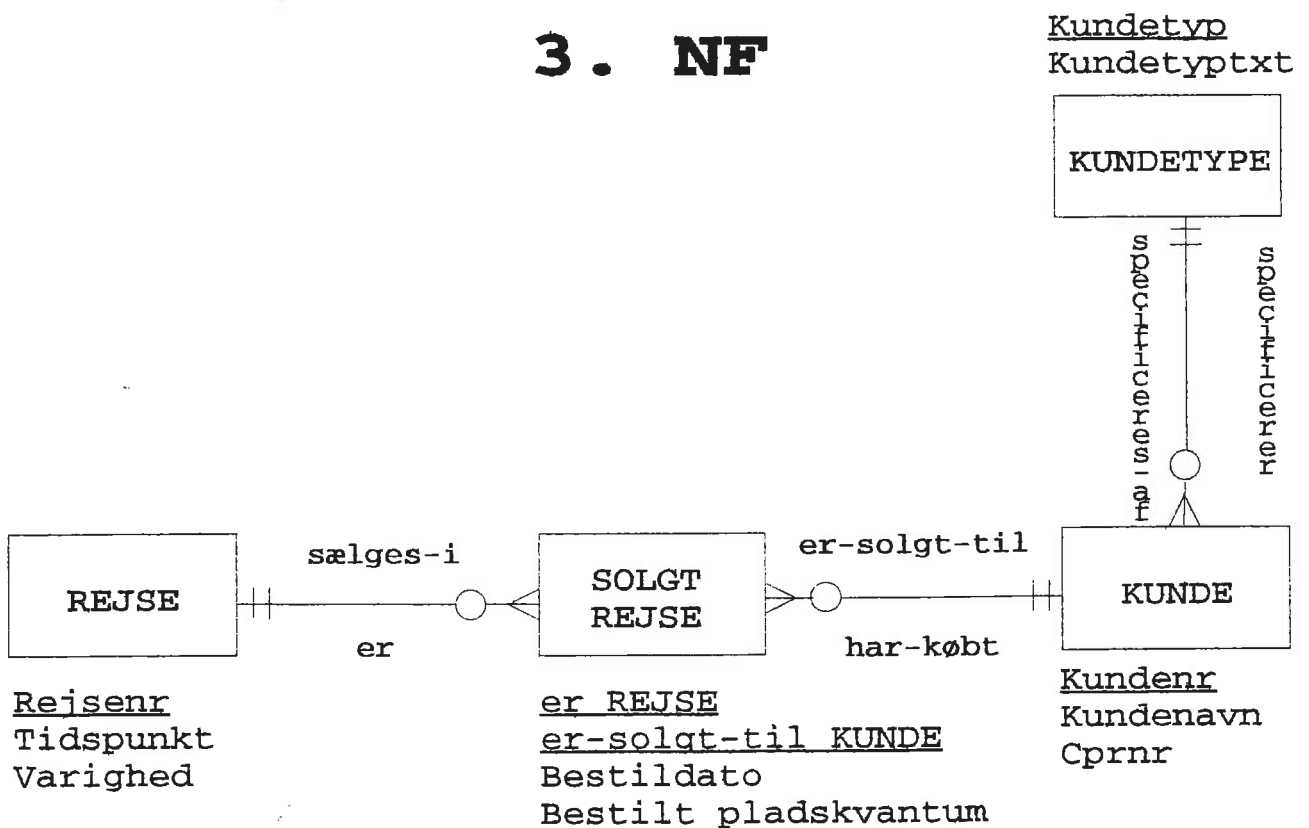 3. NF
Kundetyp
Kundetyptxt
KUNDETYPE
specificeres-af
specificerer
REJSE
sælges-i
er
SOLGT
REJSE
er-solgt-til
har-købt
KUNDE
Rejsenr
Tidspunkt
Varighed
er REJSE
er-solgt-til KUNDE
Bestildato
Bestilt pladskvantum
Kundenr
Kundenavn
Cprnr